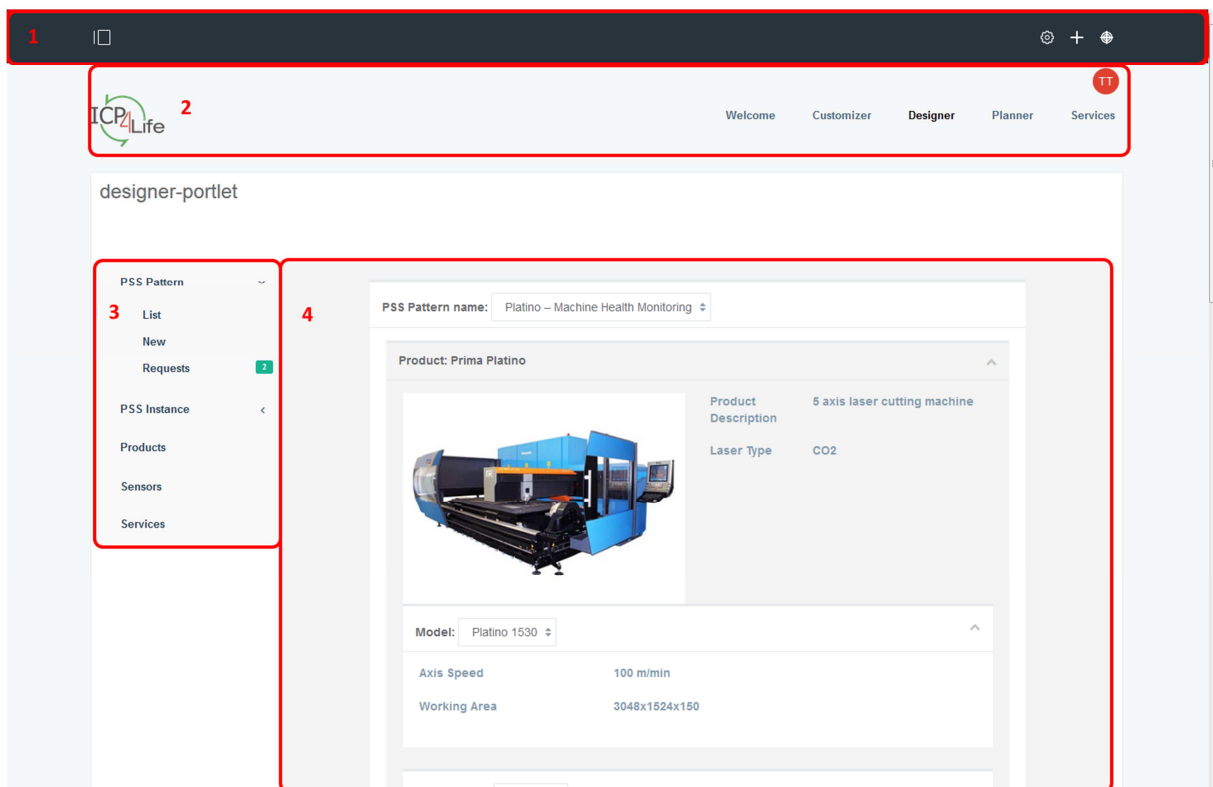 1
TT
ICP4Life
2
Welcome Customizer Designer Planner Services
designer-portlet
PSS Pattern
3
List
New
Requests 2
PSS Instance
Products
Sensors
Services
4
PSS Pattern name: Platino – Machine Health Monitoring
Product: Prima Platino
Product Description 5 axis laser cutting machine
Laser Type CO2
Model: Platino 1530
Axis Speed 100 m/min
Working Area 3048x1524x150